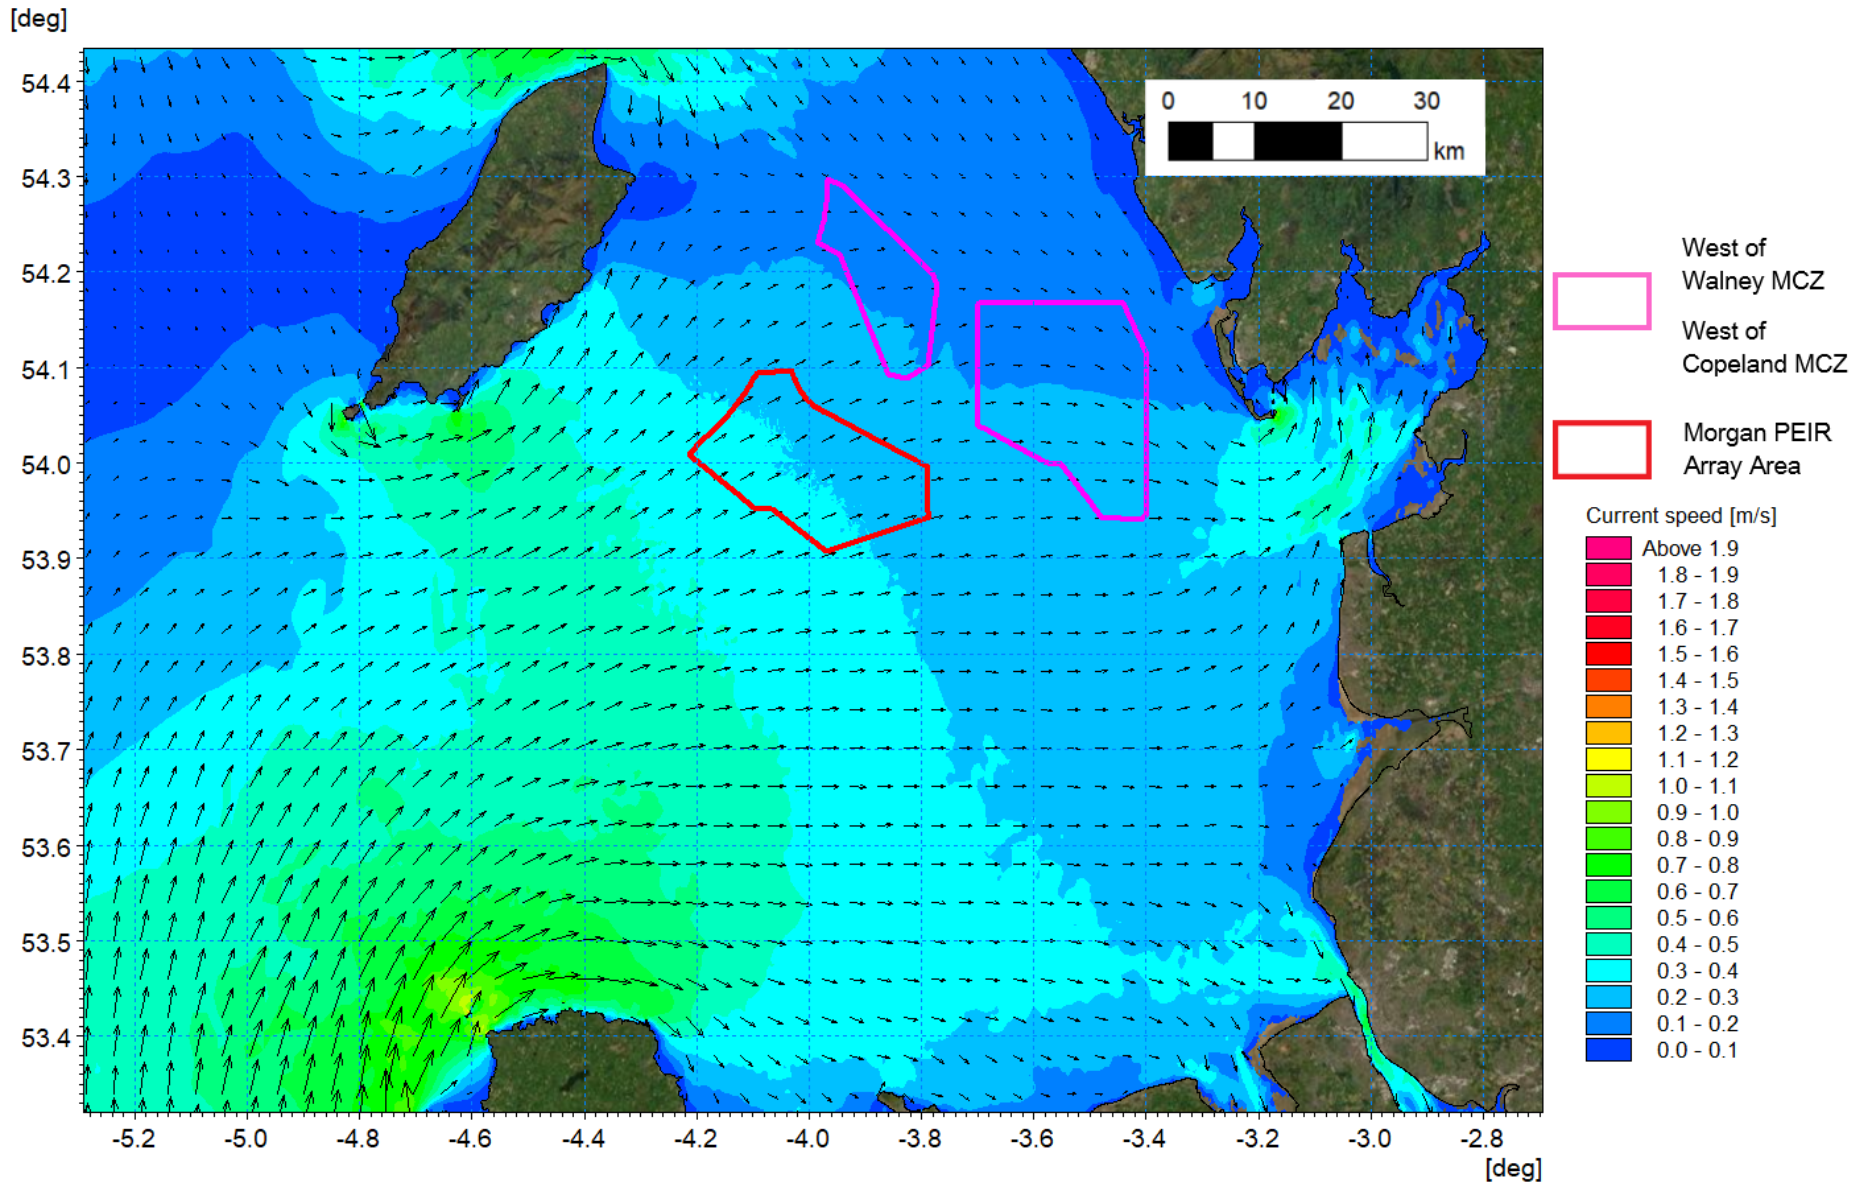 [deg]
54.4
54.3
54.2
54.1
54.0
53.9
53.8
53.7
53.6
53.5
53.4
-5.2 -5.0 -4.8 -4.6 -4.4 -4.2 -4.0 -3.8 -3.6 -3.4 -3.2 -3.0 -2.8
[deg]
0 10 20 30
km
West of
Walney MCZ
West of
Copeland MCZ
Morgan PEIR
Array Area
Current speed [m/s]
Above 1.9
1.8 - 1.9
1.7 - 1.8
1.6 - 1.7
1.5 - 1.6
1.4 - 1.5
1.3 - 1.4
1.2 - 1.3
1.1 - 1.2
1.0 - 1.1
0.9 - 1.0
0.8 - 0.9
0.7 - 0.8
0.6 - 0.7
0.5 - 0.6
0.4 - 0.5
0.3 - 0.4
0.2 - 0.3
0.1 - 0.2
0.0 - 0.1